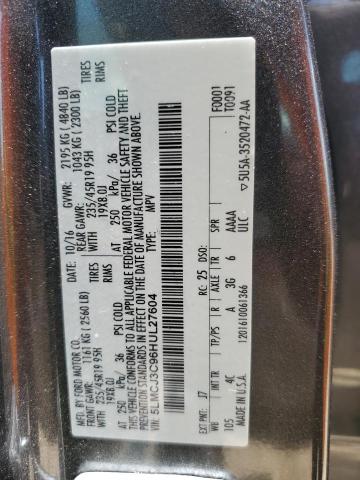 MFD. BY FORD MOTOR CO.
10/16 GVWR: 2195 KG ( 4840 LB)
FRONT GAWR: 1161 KG ( 2560 LB) REAR GAWR: 1043 KG ( 2300 LB)
235/45R19 95H TIRES WITH 235/45R19 95H TIRES
19X8.0J RIMS WITH 19X8.0J
AT 250 kPa/ 36 PSI COLD AT 250 kPa/ 36 PSI COLD
THIS VEHICLE CONFORMS TO ALL APPLICABLE FEDERAL MOTOR VEHICLE SAFETY AND THEFT
PREVENTION STANDARDS IN EFFECT ON THE DATE OF MANUFACTURE SHOWN ABOVE.
VIN: 5LMCJ3C96HUL27604
TYPE: MPV
F0001
T0091
EXT PNT: J7 RC: 25 DSO:
WB INT TR TP/PS R AXLE TR SPR
105 4C A 3G 6 AAAA
ULC
1201610061366
▽5U5A-3520472-AA